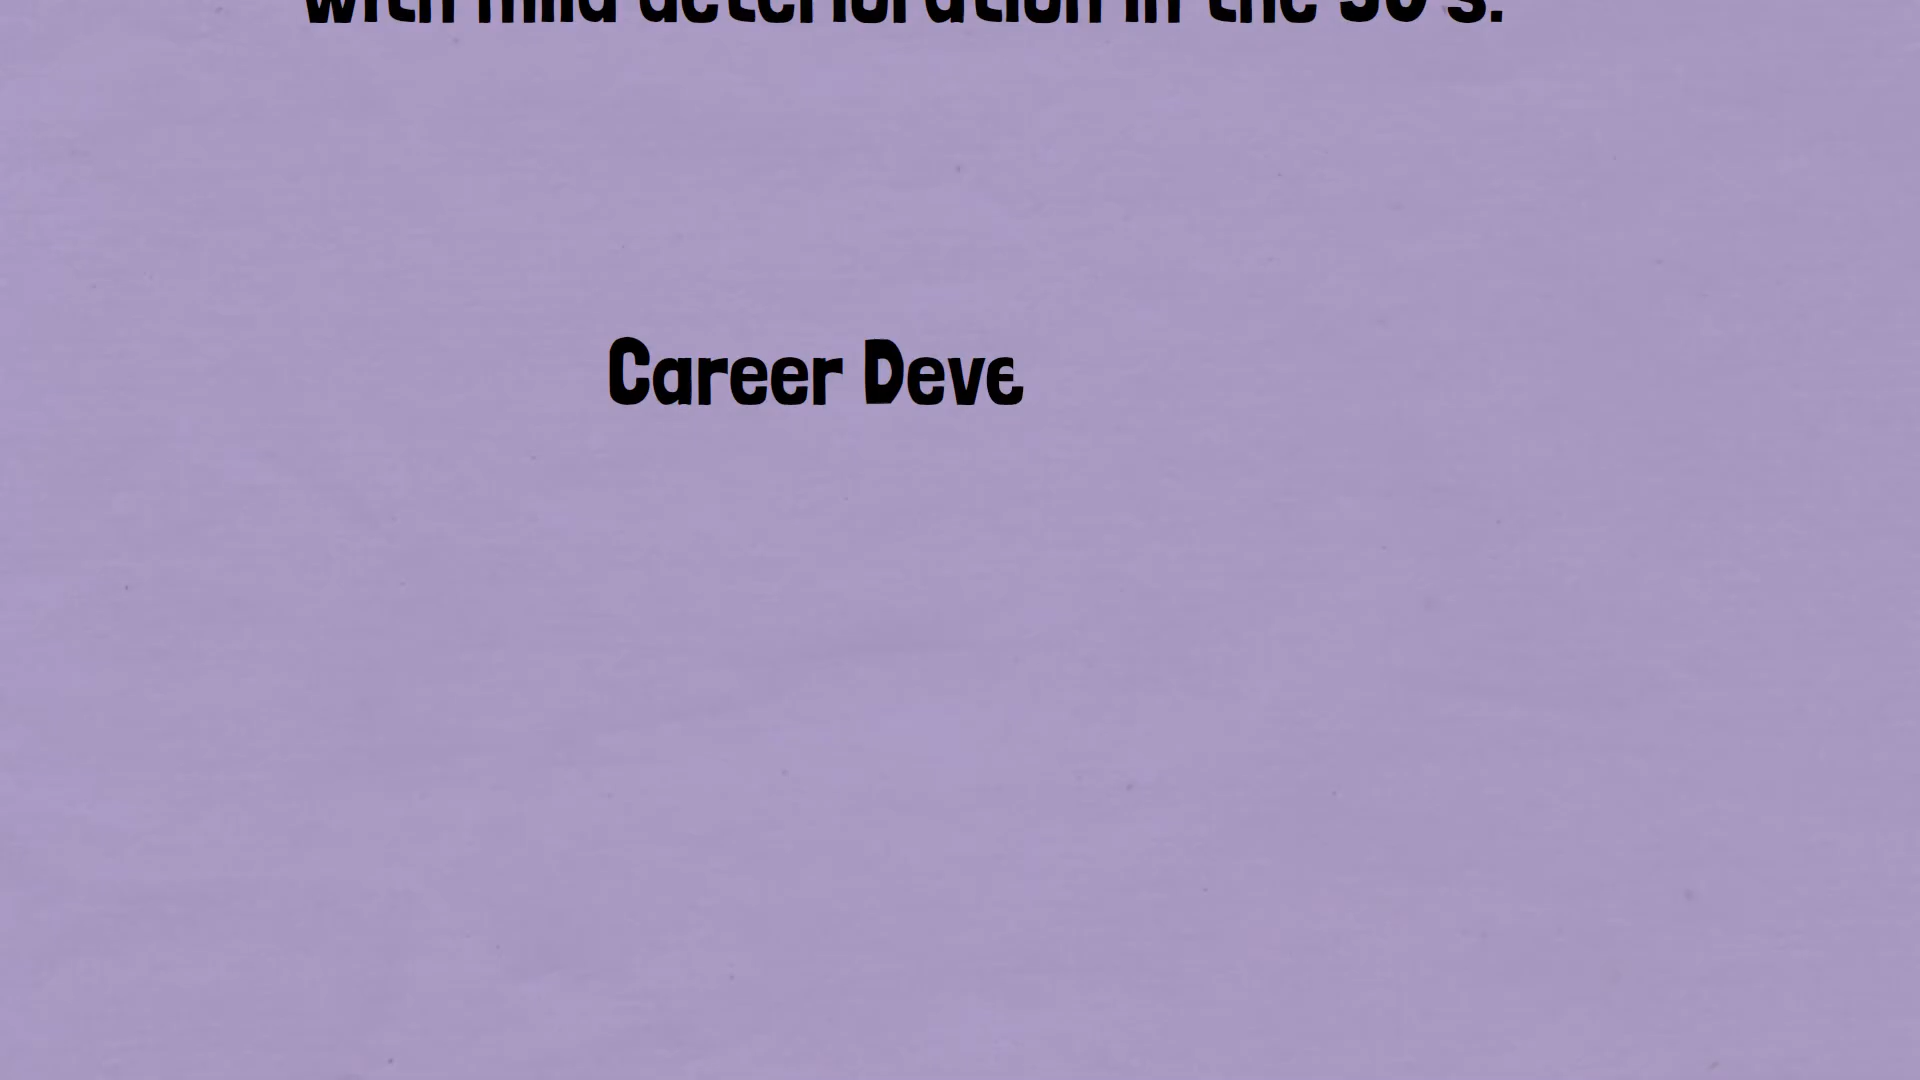 with mild deterioration in the 30's.
Career Deve